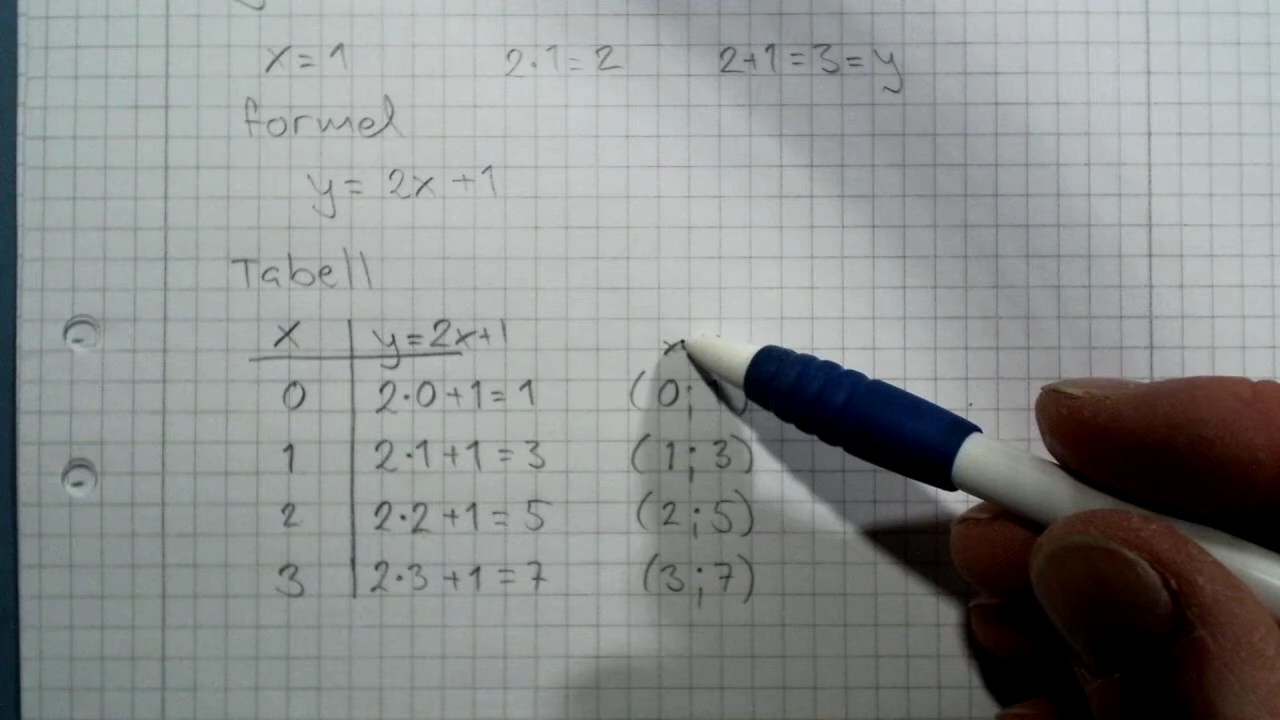 x=1 2·1=2 2+1=3=y
formel
y= 2x+1
Tabell
x y=2x+1 x
0 2·0+1=1 (0;
1 2·1+1=3 (1;3)
2 2·2+1=5 (2;5)
3 2·3+1=7 (3;7)